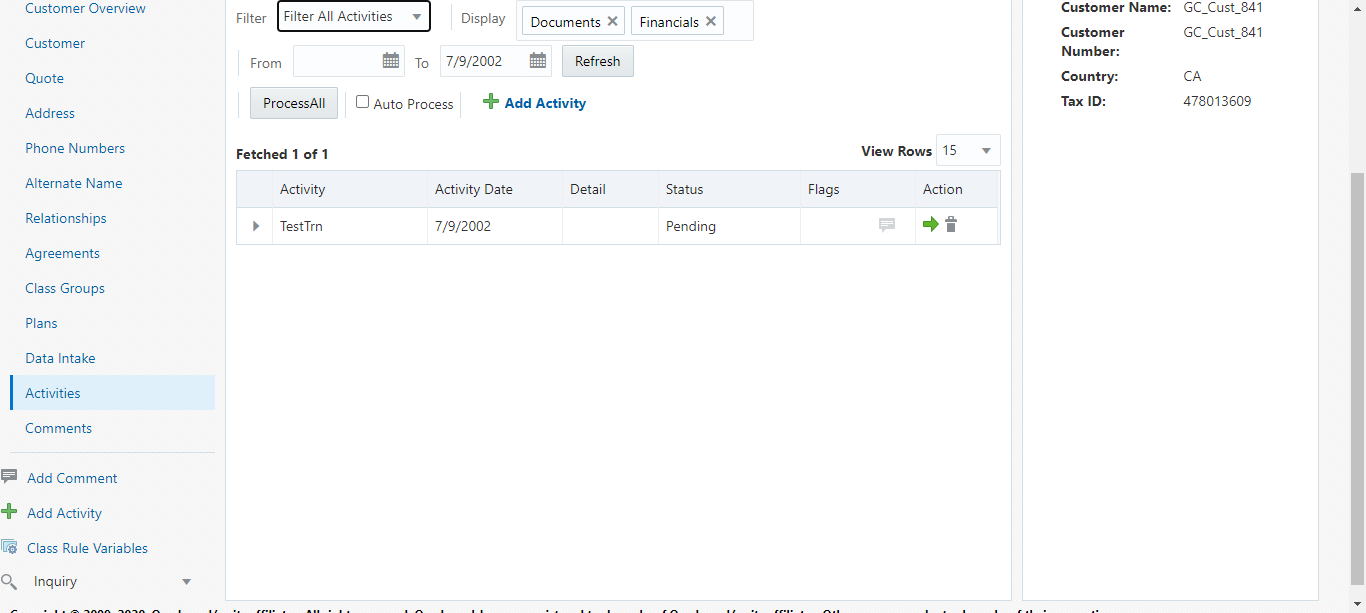 Customer Overview
Customer
Quote
Address
Phone Numbers
Alternate Name
Relationships
Agreements
Class Groups
Plans
Data Intake
Activities
Comments
Add Comment
Add Activity
Class Rule Variables
Inquiry
Filter Filter All Activities Display Documents Financials
From To 7/9/2002 Refresh
ProcessAll Auto Process Add Activity
Fetched 1 of 1 View Rows 15
Activity Activity Date Detail Status Flags Action
TestTrn 7/9/2002 Pending
Customer Name: GC_Cust_841
Customer GC_Cust_841
Number:
Country: CA
Tax ID: 478013609